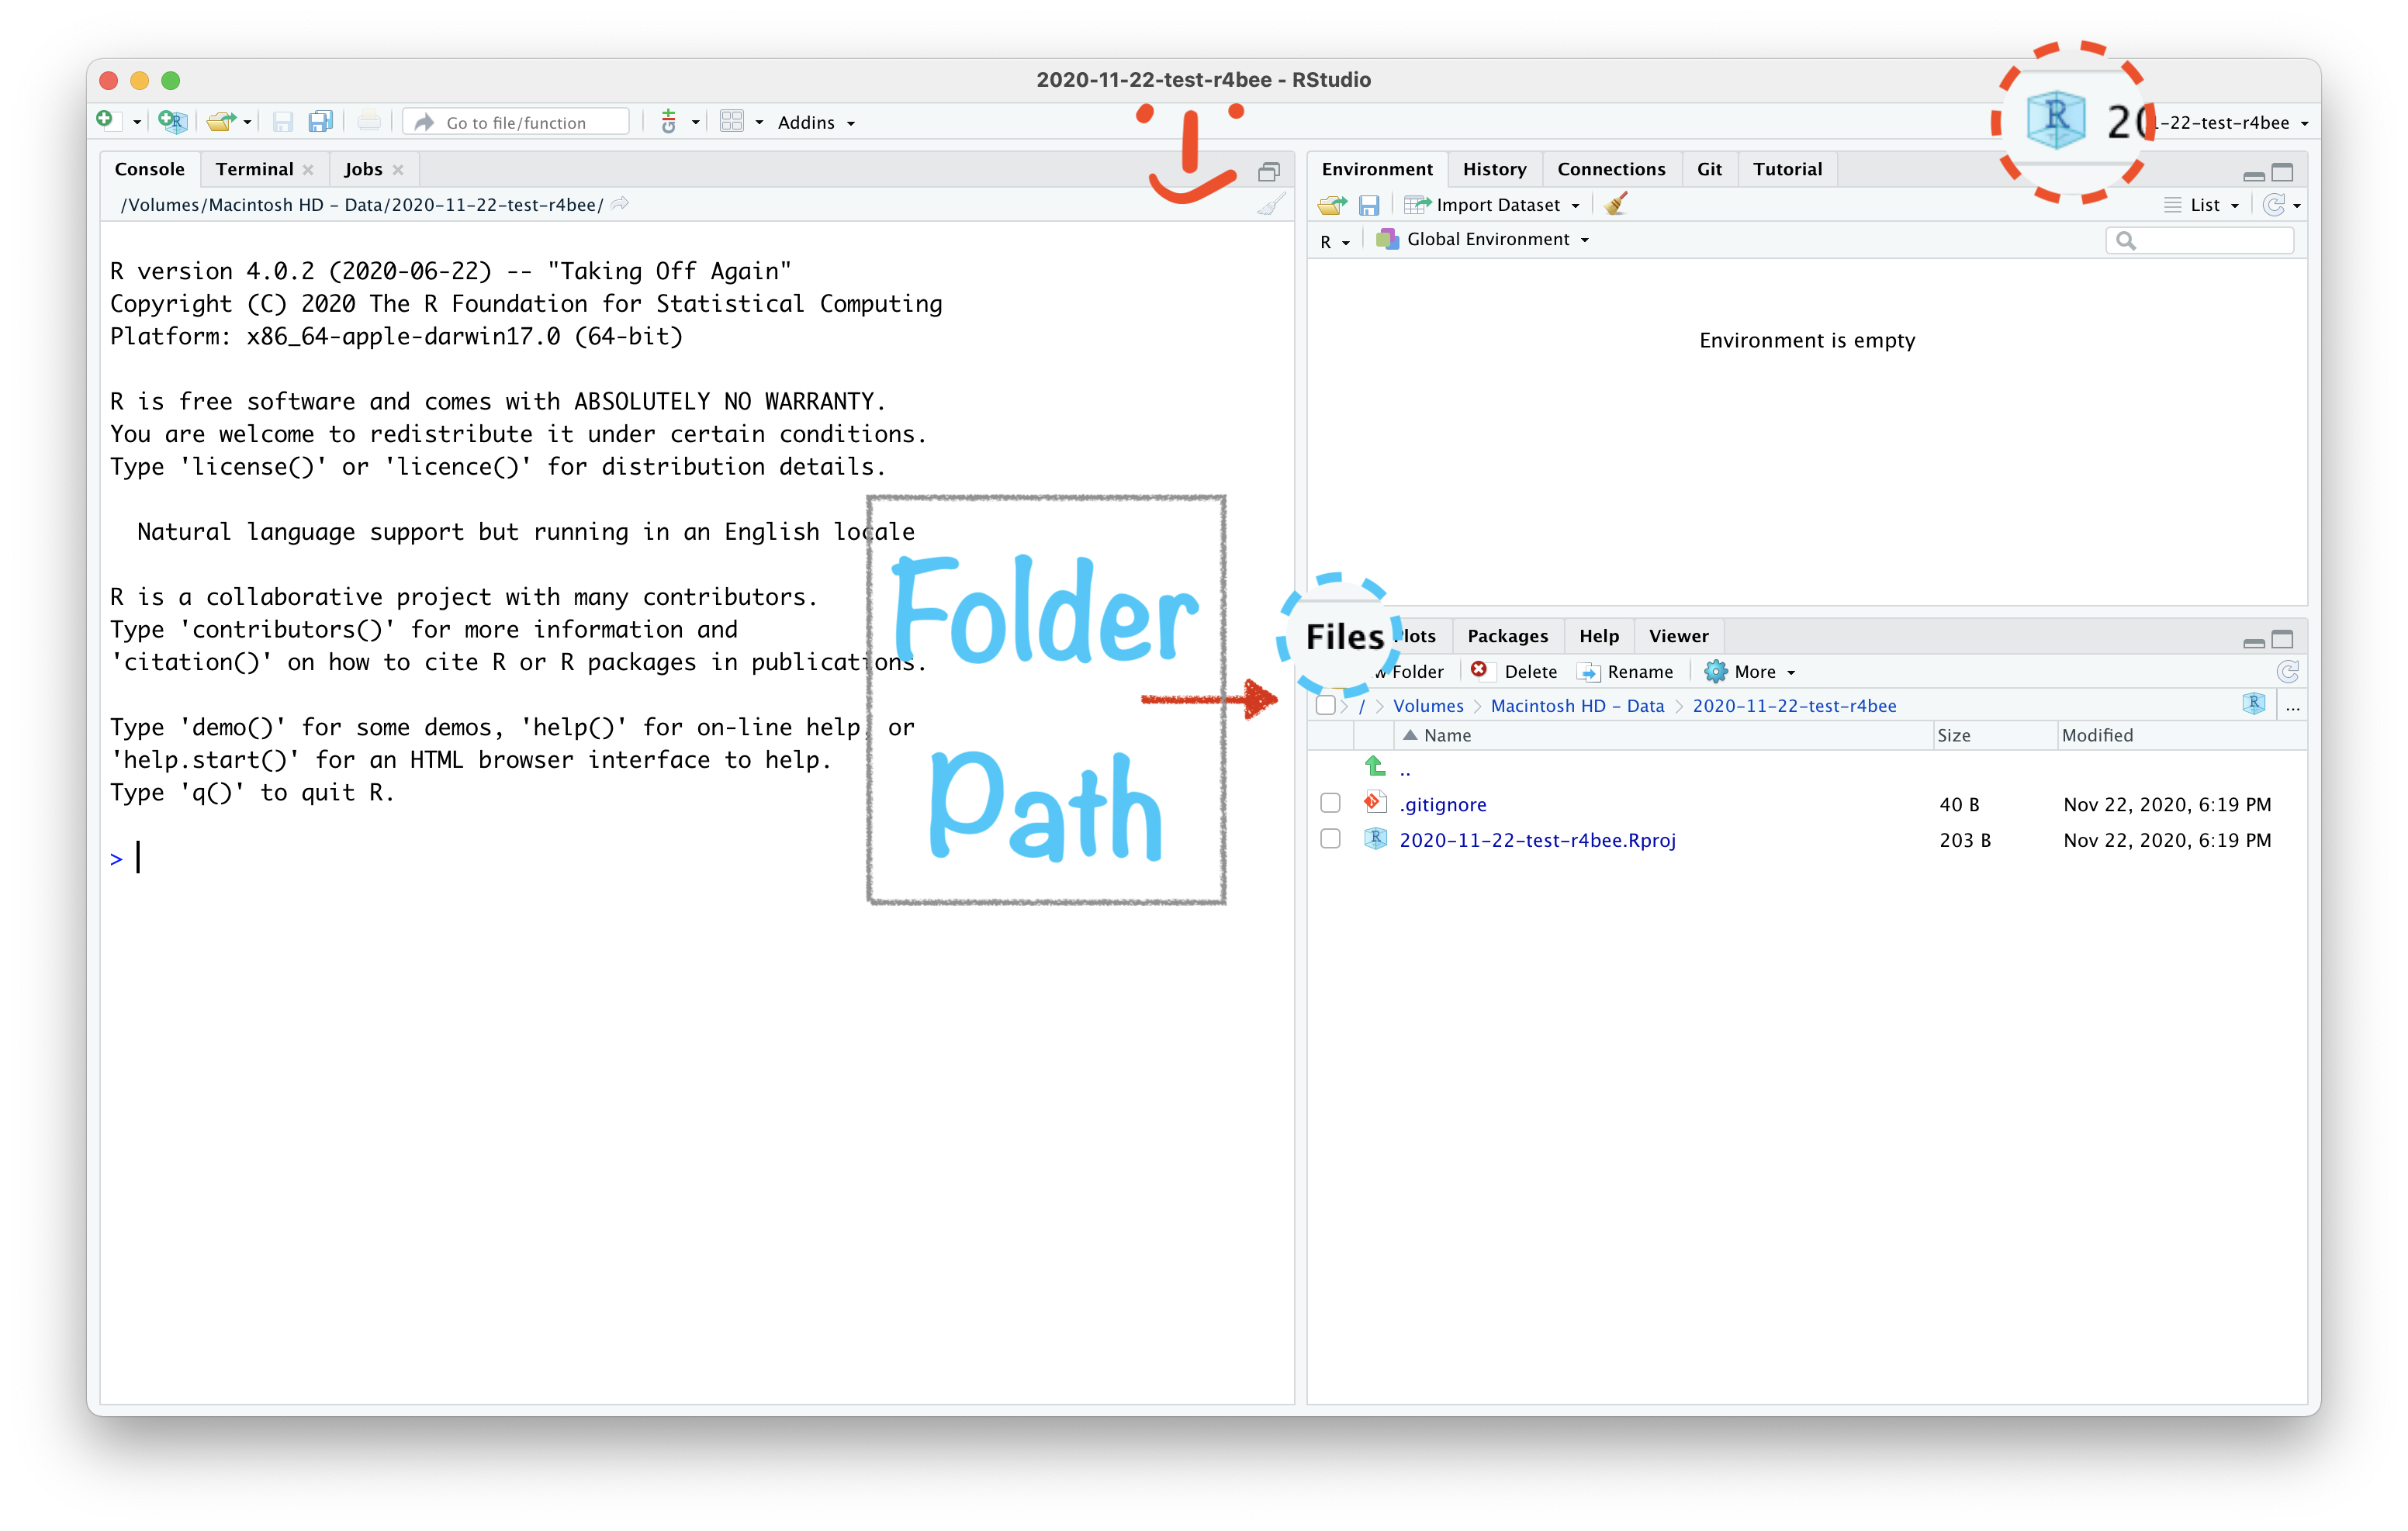 2020-11-22-test-r4bee - RStudio
Go to file/function
Addins
R 20 1-22-test-r4bee
Console Terminal Jobs
/Volumes/Macintosh HD - Data/2020-11-22-test-r4bee/
R version 4.0.2 (2020-06-22) -- "Taking Off Again"
Copyright (C) 2020 The R Foundation for Statistical Computing
Platform: x86_64-apple-darwin17.0 (64-bit)
R is free software and comes with ABSOLUTELY NO WARRANTY.
You are welcome to redistribute it under certain conditions.
Type 'license()' or 'licence()' for distribution details.
Natural language support but running in an English locale
R is a collaborative project with many contributors.
Type 'contributors()' for more information and
'citation()' on how to cite R or R packages in publications.
Type 'demo()' for some demos, 'help()' for on-line help or
'help.start()' for an HTML browser interface to help.
Type 'q()' to quit R.
>
Folder
Path
Environment History Connections Git Tutorial
Import Dataset List
R Global Environment
Environment is empty
Files Plots Packages Help Viewer
w Folder Delete Rename More
/ Volumes Macintosh HD - Data 2020-11-22-test-r4bee R ...
Name Size Modified
..
.gitignore 40 B Nov 22, 2020, 6:19 PM
2020-11-22-test-r4bee.Rproj 203 B Nov 22, 2020, 6:19 PM